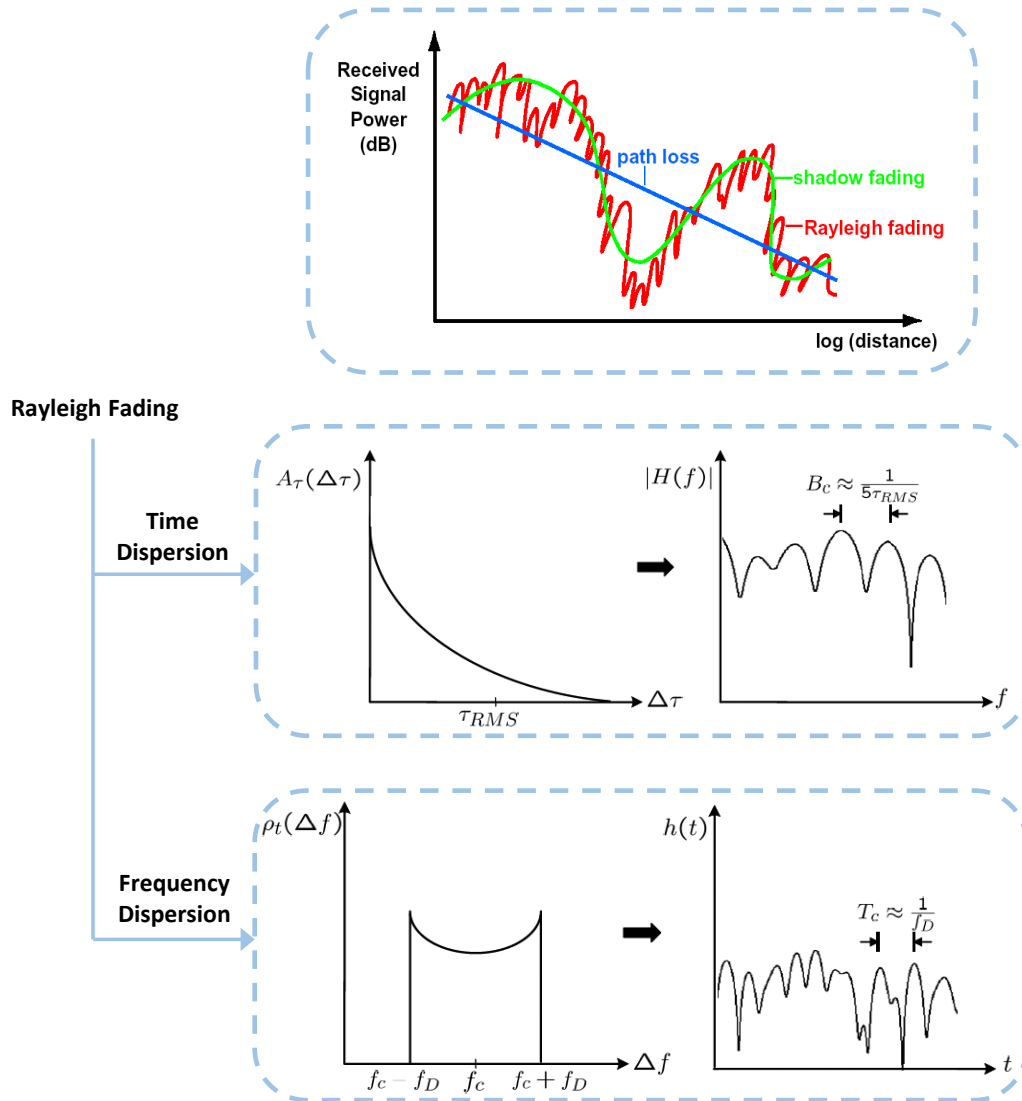 Received
Signal
Power
(dB)
path loss
shadow fading
Rayleigh fading
log (distance)
Rayleigh Fading
Time
Dispersion
A_τ(Δτ)
τ_RMS
Δτ
|H(f)|
B_c ≈ 1/5τ_RMS
f
Frequency
Dispersion
ρ_t(Δf)
f_c − f_D
f_c
f_c + f_D
Δf
h(t)
T_c ≈ 1/f_D
t